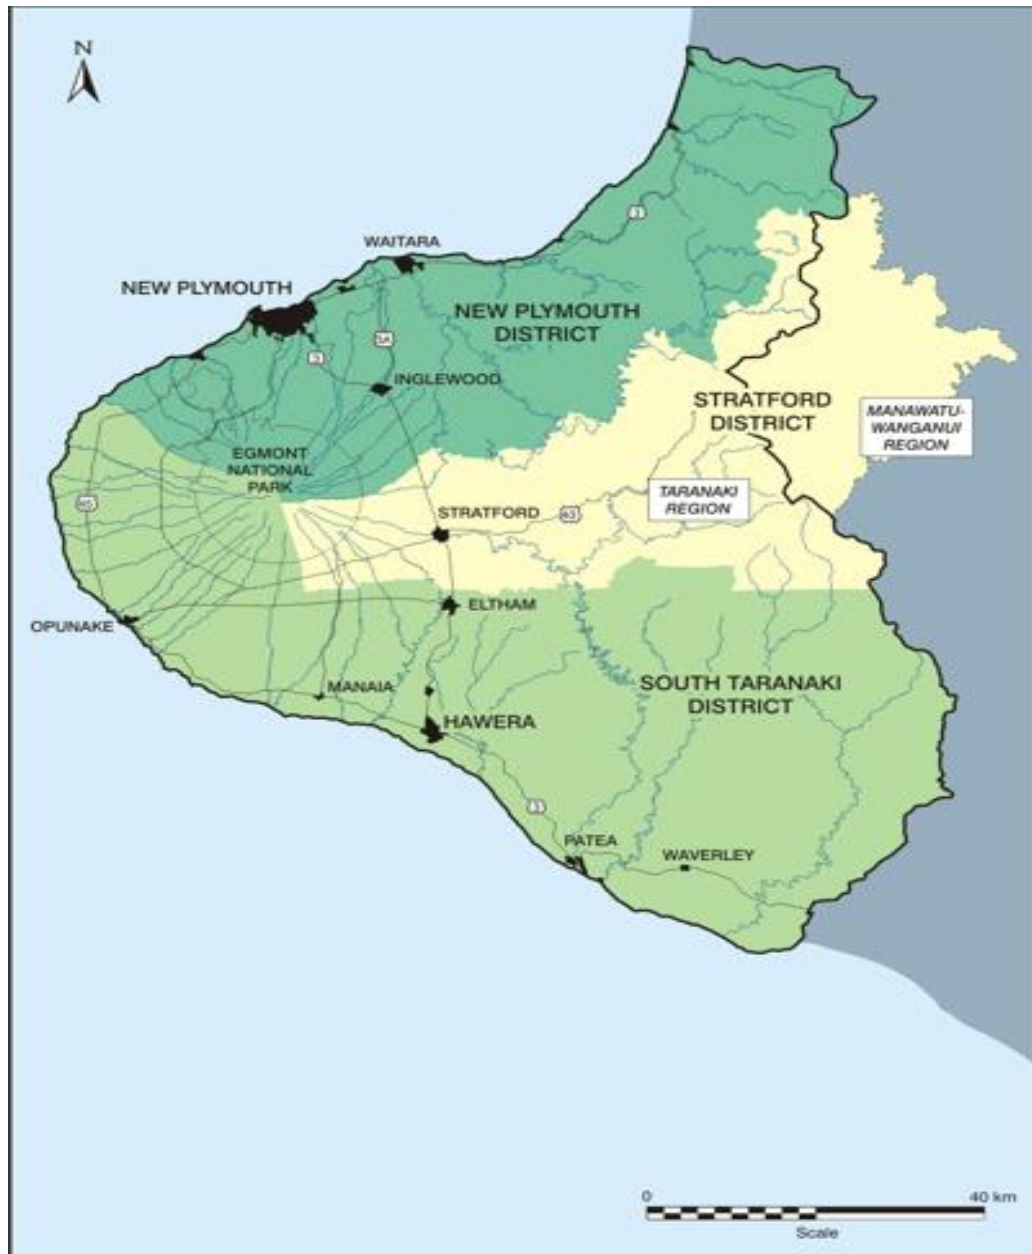 N
3
WAITARA
NEW PLYMOUTH
NEW PLYMOUTH
DISTRICT
3A
3
INGLEWOOD
STRATFORD
DISTRICT
MANAWATU-
WANGANUI
REGION
EGMONT
NATIONAL
PARK
45
TARANAKI
REGION
STRATFORD
43
ELTHAM
OPUNAKE
MANAIA
SOUTH TARANAKI
DISTRICT
HAWERA
3
PATEA
WAVERLEY
0
40 km
Scale